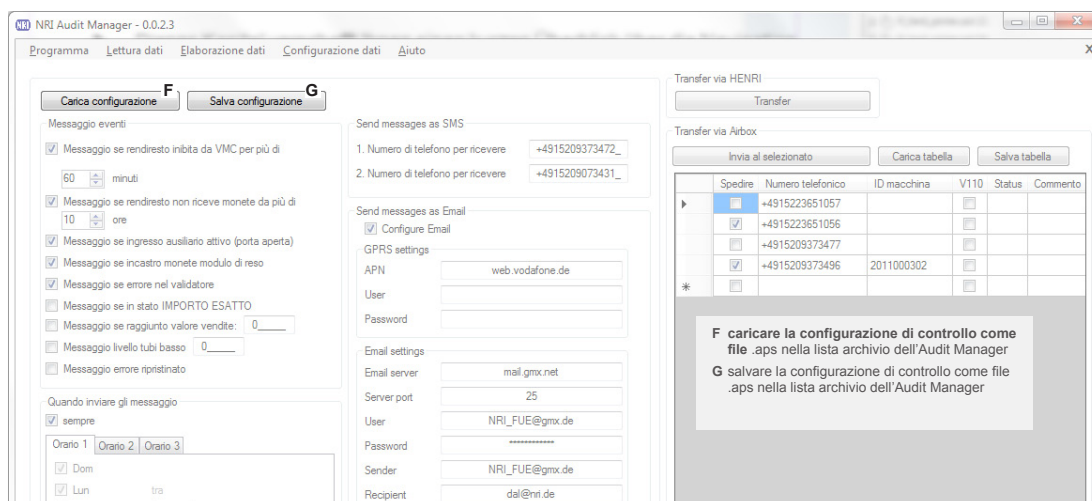 NRI Audit Manager - 0.0.2.3
Programma Lettura dati Elaborazione dati Configurazione dati Aiuto X
Carica configurazione F
Salva configurazione G
Messaggio eventi
Messaggio se rendiresto inibita da VMC per più di
60 minuti
Messaggio se rendiresto non riceve monete da più di
10 ore
Messaggio se ingresso ausiliario attivo (porta aperta)
Messaggio se incastro monete modulo di reso
Messaggio se errore nel validatore
Messaggio se in stato IMPORTO ESATTO
Messaggio se raggiunto valore vendite: 0_____
Messaggio livello tubi basso 0_____
Messaggio errore ripristinato
Quando inviare gli messaggio
sempre
Orario 1 Orario 2 Orario 3
Dom
Lun tra
Send messages as SMS
1. Numero di telefono per ricevere +4915209373472_
2. Numero di telefono per ricevere +4915209073431_
Send messages as Email
Configure Email
GPRS settings
APN web.vodafone.de
User
Password
Email settings
Email server mail.gmx.net
Server port 25
User NRI_FUE@gmx.de
Password ************
Sender NRI_FUE@gmx.de
Recipient dal@nri.de
Transfer via HENRI
Transfer
Transfer via Airbox
Invia al selezionato Carica tabella Salva tabella
Spedire Numero telefonico ID macchina V110 Status Commento
+4915223651057
+4915223651056
+4915209373477
+4915209373496 2011000302
F caricare la configurazione di controllo come
file .aps nella lista archivio dell'Audit Manager
G salvare la configurazione di controllo come file
.aps nella lista archivio dell'Audit Manager